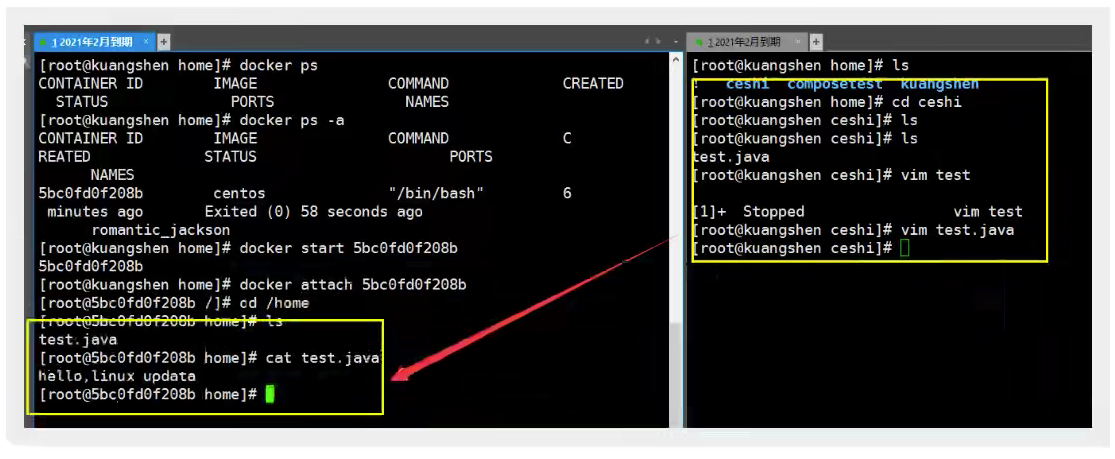 1 2021年2月到期 × +
[root@kuangshen home]# docker ps
CONTAINER ID        IMAGE               COMMAND             CREATED
  STATUS              PORTS               NAMES
[root@kuangshen home]# docker ps -a
CONTAINER ID        IMAGE               COMMAND             C
REATED             STATUS                      PORTS
      NAMES
5bc0fd0f208b        centos              "/bin/bash"         6
 minutes ago       Exited (0) 58 seconds ago
      romantic_jackson
[root@kuangshen home]# docker start 5bc0fd0f208b
5bc0fd0f208b
[root@kuangshen home]# docker attach 5bc0fd0f208b
[root@5bc0fd0f208b /]# cd /home
[root@5bc0fd0f208b home]# ls
test.java
[root@5bc0fd0f208b home]# cat test.java
hello,linux updata
[root@5bc0fd0f208b home]#
1 2021年2月到期 × +
[root@kuangshen home]# ls
ceshi  composetest  kuangshen
[root@kuangshen home]# cd ceshi
[root@kuangshen ceshi]# ls
[root@kuangshen ceshi]# ls
test.java
[root@kuangshen ceshi]# vim test
[1]+  Stopped                 vim test
[root@kuangshen ceshi]# vim test.java
[root@kuangshen ceshi]#